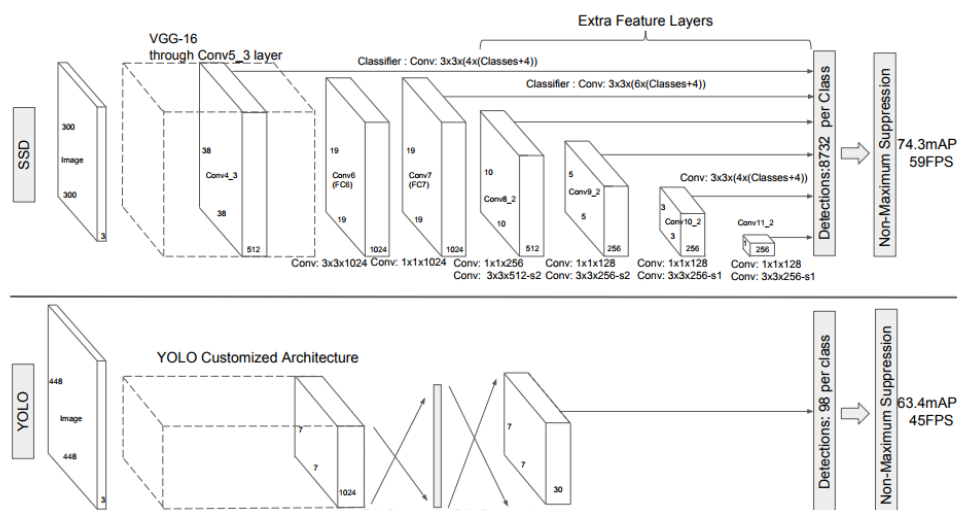 Extra Feature Layers
VGG-16
through Conv5_3 layer
Classifier : Conv: 3x3x(4x(Classes+4))
Classifier : Conv: 3x3x(6x(Classes+4))
SSD
300
Image
300
3
38
Conv4_3
38
512
19
Conv6
(FC6)
19
1024
19
Conv7
(FC7)
19
1024
10
Conv8_2
10
512
5
Conv9_2
5
256
Conv: 3x3x(4x(Classes+4))
3
Conv10_2
3
256
Conv11_2
1
256
Conv: 3x3x1024
Conv: 1x1x1024
Conv: 1x1x256
Conv: 3x3x512-s2
Conv: 1x1x128
Conv: 3x3x256-s2
Conv: 1x1x128
Conv: 3x3x256-s1
Conv: 1x1x128
Conv: 3x3x256-s1
Detections:8732 per Class
Non-Maximum Suppression
74.3mAP
59FPS
YOLO
448
Image
448
3
YOLO Customized Architecture
7
7
1024
7
7
30
Detections: 98 per class
Non-Maximum Suppression
63.4mAP
45FPS